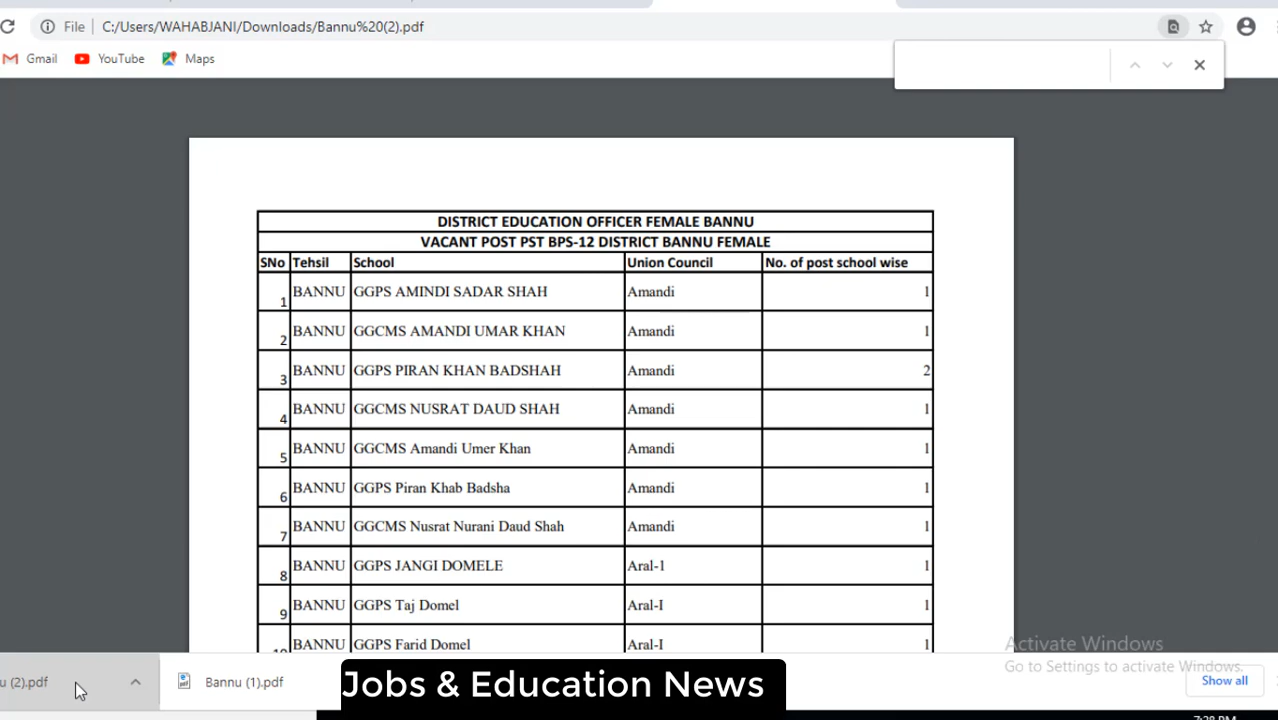 File C:/Users/WAHABJANI/Downloads/Bannu%20(2).pdf
Gmail YouTube Maps
DISTRICT EDUCATION OFFICER FEMALE BANNU
VACANT POST PST BPS-12 DISTRICT BANNU FEMALE
SNo Tehsil School Union Council No. of post school wise
1 BANNU GGPS AMINDI SADAR SHAH Amandi 1
2 BANNU GGCMS AMANDI UMAR KHAN Amandi 1
3 BANNU GGPS PIRAN KHAN BADSHAH Amandi 2
4 BANNU GGCMS NUSRAT DAUD SHAH Amandi 1
5 BANNU GGCMS Amandi Umer Khan Amandi 1
6 BANNU GGPS Piran Khab Badsha Amandi 1
7 BANNU GGCMS Nusrat Nurani Daud Shah Amandi 1
8 BANNU GGPS JANGI DOMELE Aral-1 1
9 BANNU GGPS Taj Domel Aral-I 1
BANNU GGPS Farid Domel Aral-I 1
Activate Windows
Go to Settings to activate Windows.
u (2).pdf Bannu (1).pdf Show all
Jobs & Education News